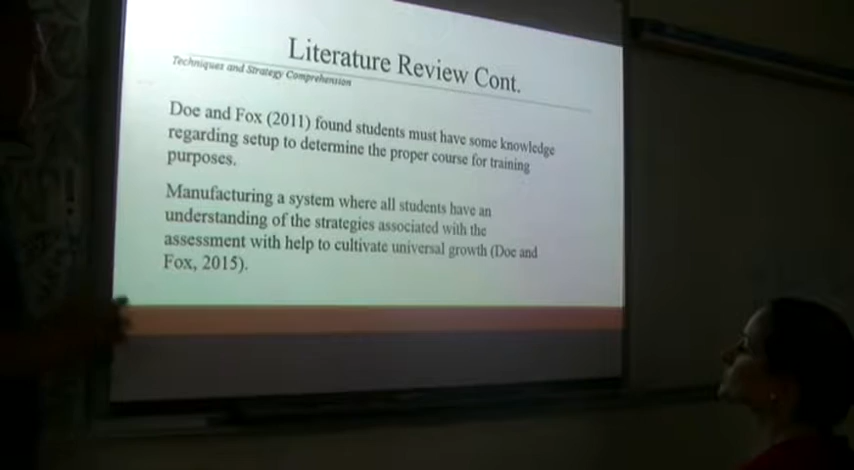 Literature Review Cont.
Techniques and Strategy Comprehension
Doe and Fox (2011) found students must have some knowledge
regarding setup to determine the proper course for training
purposes.
Manufacturing a system where all students have an
understanding of the strategies associated with the
assessment with help to cultivate universal growth (Doe and
Fox, 2015).